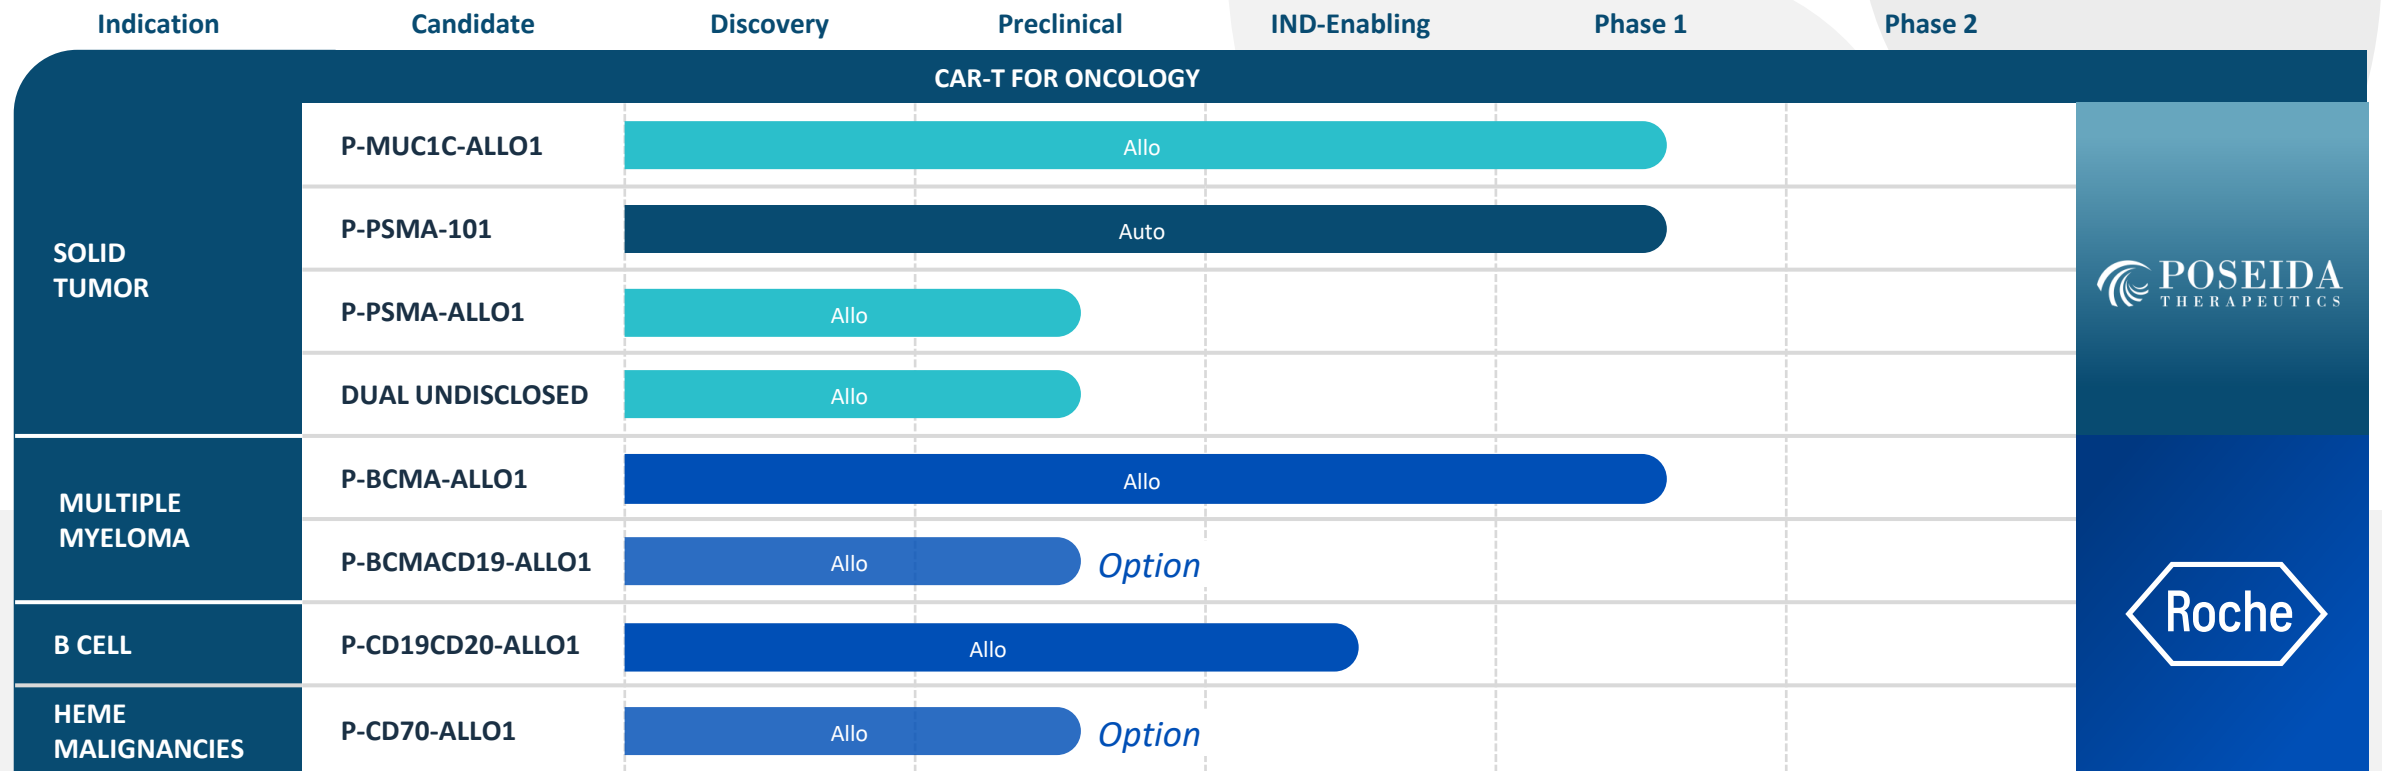 Indication Candidate Discovery Preclinical IND-Enabling Phase 1 Phase 2
CAR-T FOR ONCOLOGY
SOLID
TUMOR
P-MUC1C-ALLO1 Allo
P-PSMA-101 Auto
P-PSMA-ALLO1 Allo
DUAL UNDISCLOSED Allo
POSEIDA
THERAPEUTICS
MULTIPLE
MYELOMA
P-BCMA-ALLO1 Allo
P-BCMACD19-ALLO1 Allo Option
B CELL P-CD19CD20-ALLO1 Allo
HEME
MALIGNANCIES
P-CD70-ALLO1 Allo Option
Roche